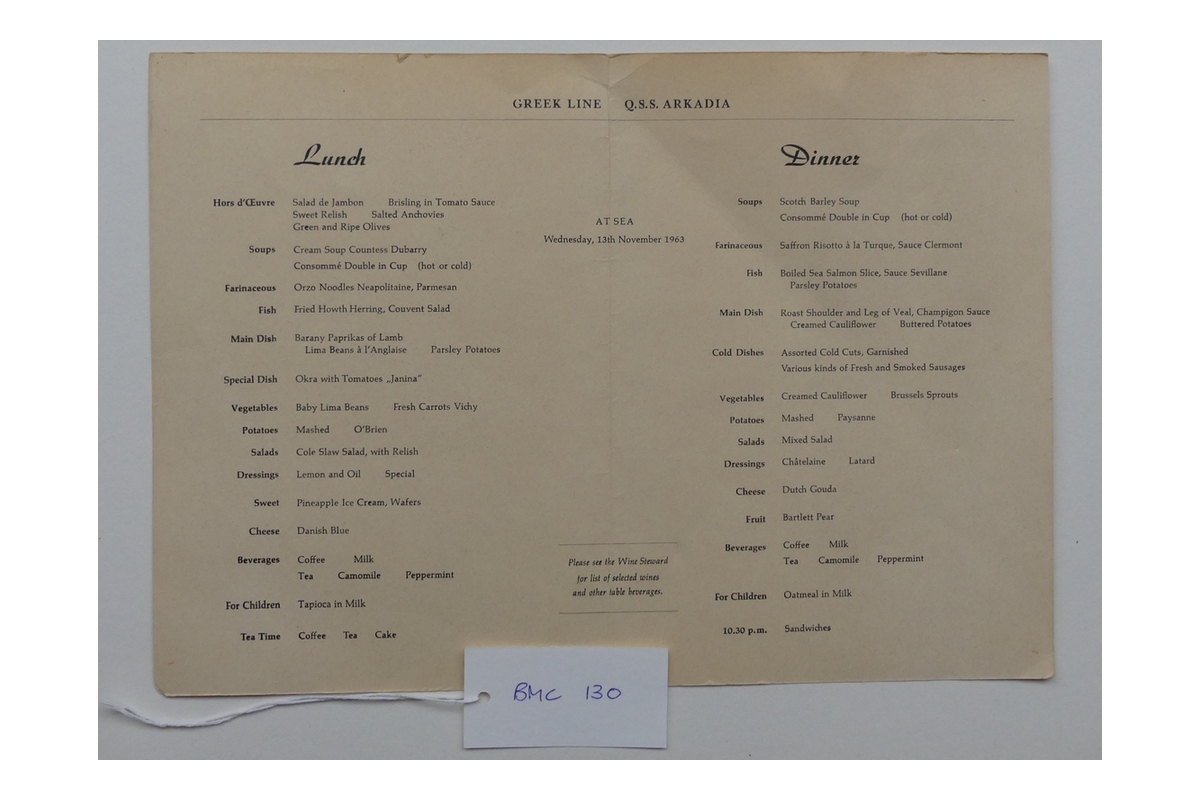 GREEK LINE Q.S.S. ARKADIA
Lunch
Hors d'Œuvre Salad de Jambon Brisling in Tomato Sauce
Sweet Relish Salted Anchovies
Green and Ripe Olives
Soups Cream Soup Countess Dubarry
Consommé Double in Cup (hot or cold)
Farinaceous Orzo Noodles Neapolitaine, Parmesan
Fish Fried Howth Herring, Couvent Salad
Main Dish Barany Paprikas of Lamb
Lima Beans à l'Anglaise Parsley Potatoes
Special Dish Okra with Tomatoes „Janina"
Vegetables Baby Lima Beans Fresh Carrots Vichy
Potatoes Mashed O'Brien
Salads Cole Slaw Salad, with Relish
Dressings Lemon and Oil Special
Sweet Pineapple Ice Cream, Wafers
Cheese Danish Blue
Beverages Coffee Milk
Tea Camomile Peppermint
For Children Tapioca in Milk
Tea Time Coffee Tea Cake
AT SEA
Wednesday, 13th November 1963
Please see the Wine Steward
for list of selected wines
and other table beverages.
Dinner
Soups Scotch Barley Soup
Consommé Double in Cup (hot or cold)
Farinaceous Saffron Risotto à la Turque, Sauce Clermont
Fish Boiled Sea Salmon Slice, Sauce Sevillane
Parsley Potatoes
Main Dish Roast Shoulder and Leg of Veal, Champigon Sauce
Creamed Cauliflower Buttered Potatoes
Cold Dishes Assorted Cold Cuts, Garnished
Various kinds of Fresh and Smoked Sausages
Vegetables Creamed Cauliflower Brussels Sprouts
Potatoes Mashed Paysanne
Salads Mixed Salad
Dressings Châtelaine Latard
Cheese Dutch Gouda
Fruit Bartlett Pear
Beverages Coffee Milk
Tea Camomile Peppermint
For Children Oatmeal in Milk
10.30 p.m. Sandwiches
BMC 130